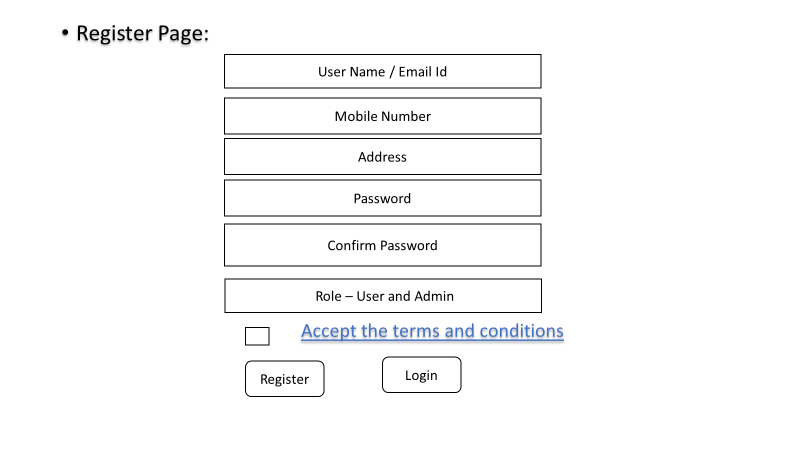 • Register Page:
User Name / Email Id
Mobile Number
Address
Password
Confirm Password
Role – User and Admin
Accept the terms and conditions
Register
Login